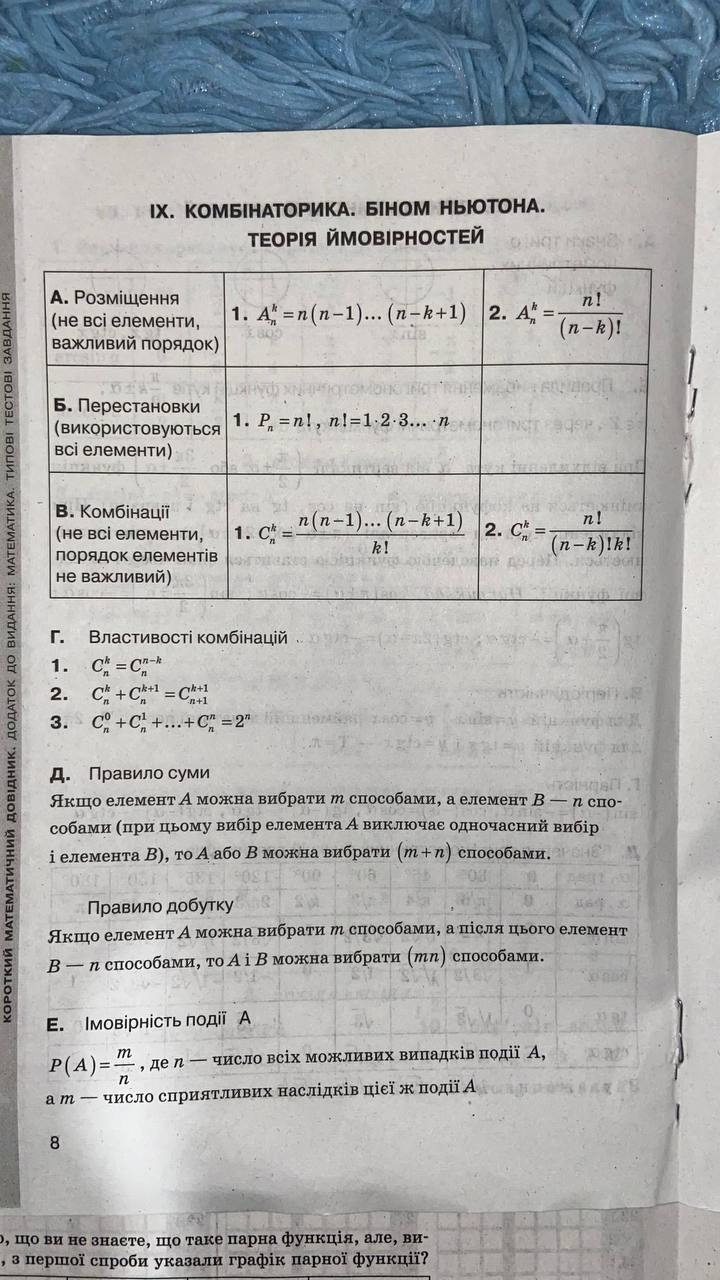 КОРОТКИЙ МАТЕМАТИЧНИЙ ДОВІДНИК. ДОДАТОК ДО ВИДАННЯ: МАТЕМАТИКА. ТИПОВІ ТЕСТОВІ ЗАВДАННЯ
IX. КОМБІНАТОРИКА. БІНОМ НЬЮТОНА.
ТЕОРІЯ ЙМОВІРНОСТЕЙ
А. Розміщення
(не всі елементи,
важливий порядок)
1. A_n^k = n(n−1)... (n−k+1)
2. A_n^k = n!/(n−k)!
Б. Перестановки
(використовуються
всі елементи)
1. P_n = n!, n! = 1·2·3... ·n
В. Комбінації
(не всі елементи,
порядок елементів
не важливий)
1. C_n^k = n(n−1)... (n−k+1)/k!
2. C_n^k = n!/(n−k)!k!
Г. Властивості комбінацій
1. C_n^k = C_n^{n−k}
2. C_n^k + C_n^{k+1} = C_{n+1}^{k+1}
3. C_n^0 + C_n^1 + ... + C_n^n = 2^n
Д. Правило суми
Якщо елемент A можна вибрати m способами, а елемент B — n спо-
собами (при цьому вибір елемента A виключає одночасний вибір
і елемента B), то A або B можна вибрати (m+n) способами.
Правило добутку
Якщо елемент A можна вибрати m способами, а після цього елемент
B — n способами, то A і B можна вибрати (mn) способами.
Е. Імовірність події А
P(A) = m/n, де n — число всіх можливих випадків події A,
а m — число сприятливих наслідків цієї ж події A
8
що ви не знаєте, що таке парна функція, але, ви-
, з першої спроби указали графік парної функції?